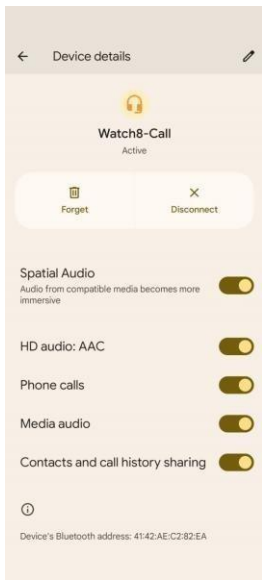 Device details
Watch8-Call
Active
Forget
Disconnect
Spatial Audio
Audio from compatible media becomes more
immersive
HD audio: AAC
Phone calls
Media audio
Contacts and call history sharing
Device's Bluetooth address: 41:42:AE:C2:82:EA